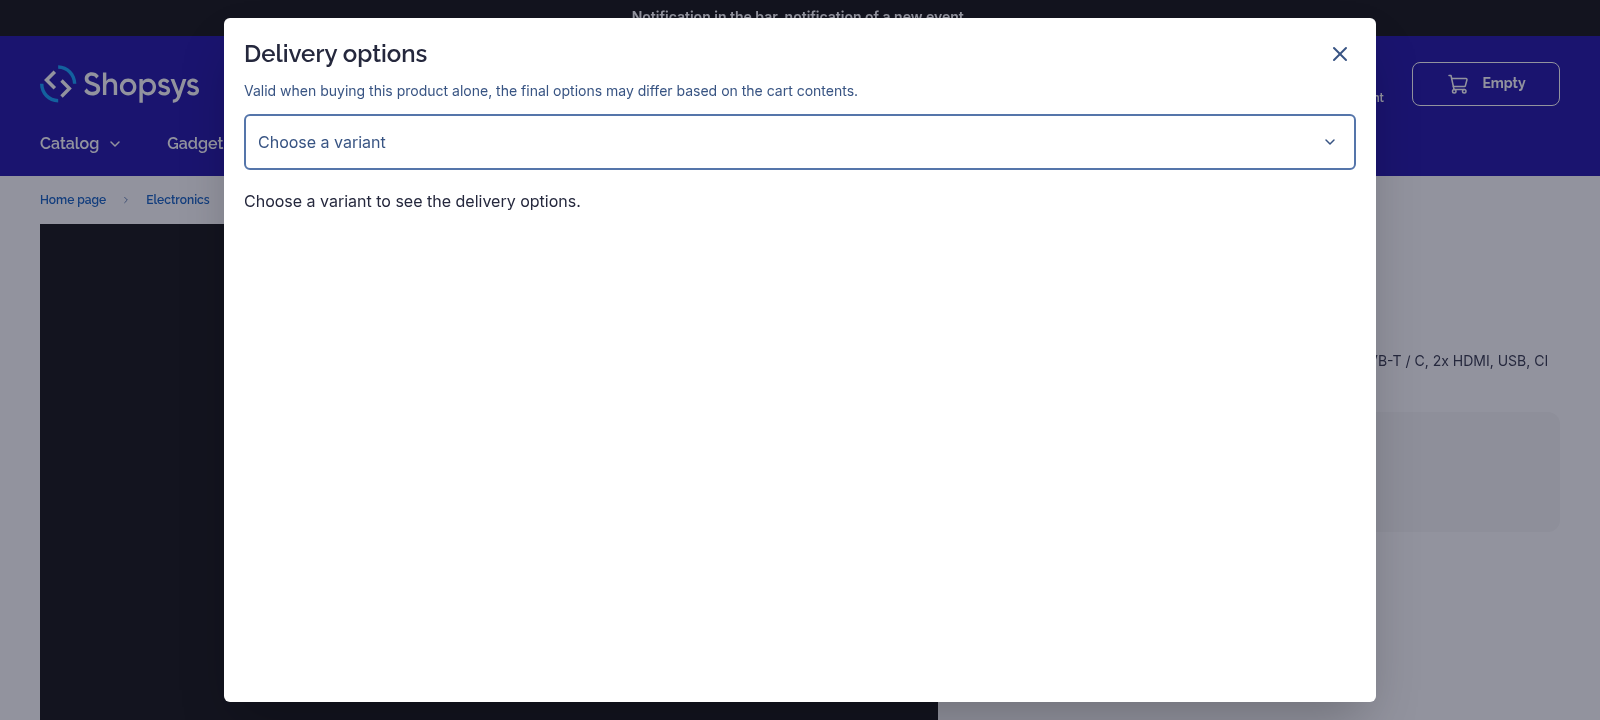 Notification in the bar, notification of a new event
Delivery options
Valid when buying this product alone, the final options may differ based on the cart contents.
Choose a variant
Choose a variant to see the delivery options.
Shopsys
Empty
Catalog
Home page
Electronics
/B-T / C, 2x HDMI, USB, CI